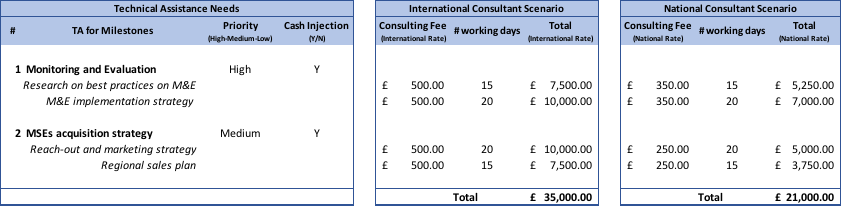 Technical Assistance Needs International Consultant Scenario National Consultant Scenario
# TA for Milestones Priority (High-Medium-Low) Cash Injection (Y/N) Consulting Fee (International Rate) # working days Total (International Rate) Consulting Fee (National Rate) # working days Total (National Rate)
1 Monitoring and Evaluation High Y
Research on best practices on M&E £ 500.00 15 £ 7,500.00 £ 350.00 15 £ 5,250.00
M&E implementation strategy £ 500.00 20 £ 10,000.00 £ 350.00 20 £ 7,000.00
2 MSEs acquisition strategy Medium Y
Reach-out and marketing strategy £ 500.00 20 £ 10,000.00 £ 250.00 20 £ 5,000.00
Regional sales plan £ 500.00 15 £ 7,500.00 £ 250.00 15 £ 3,750.00
Total £ 35,000.00 Total £ 21,000.00